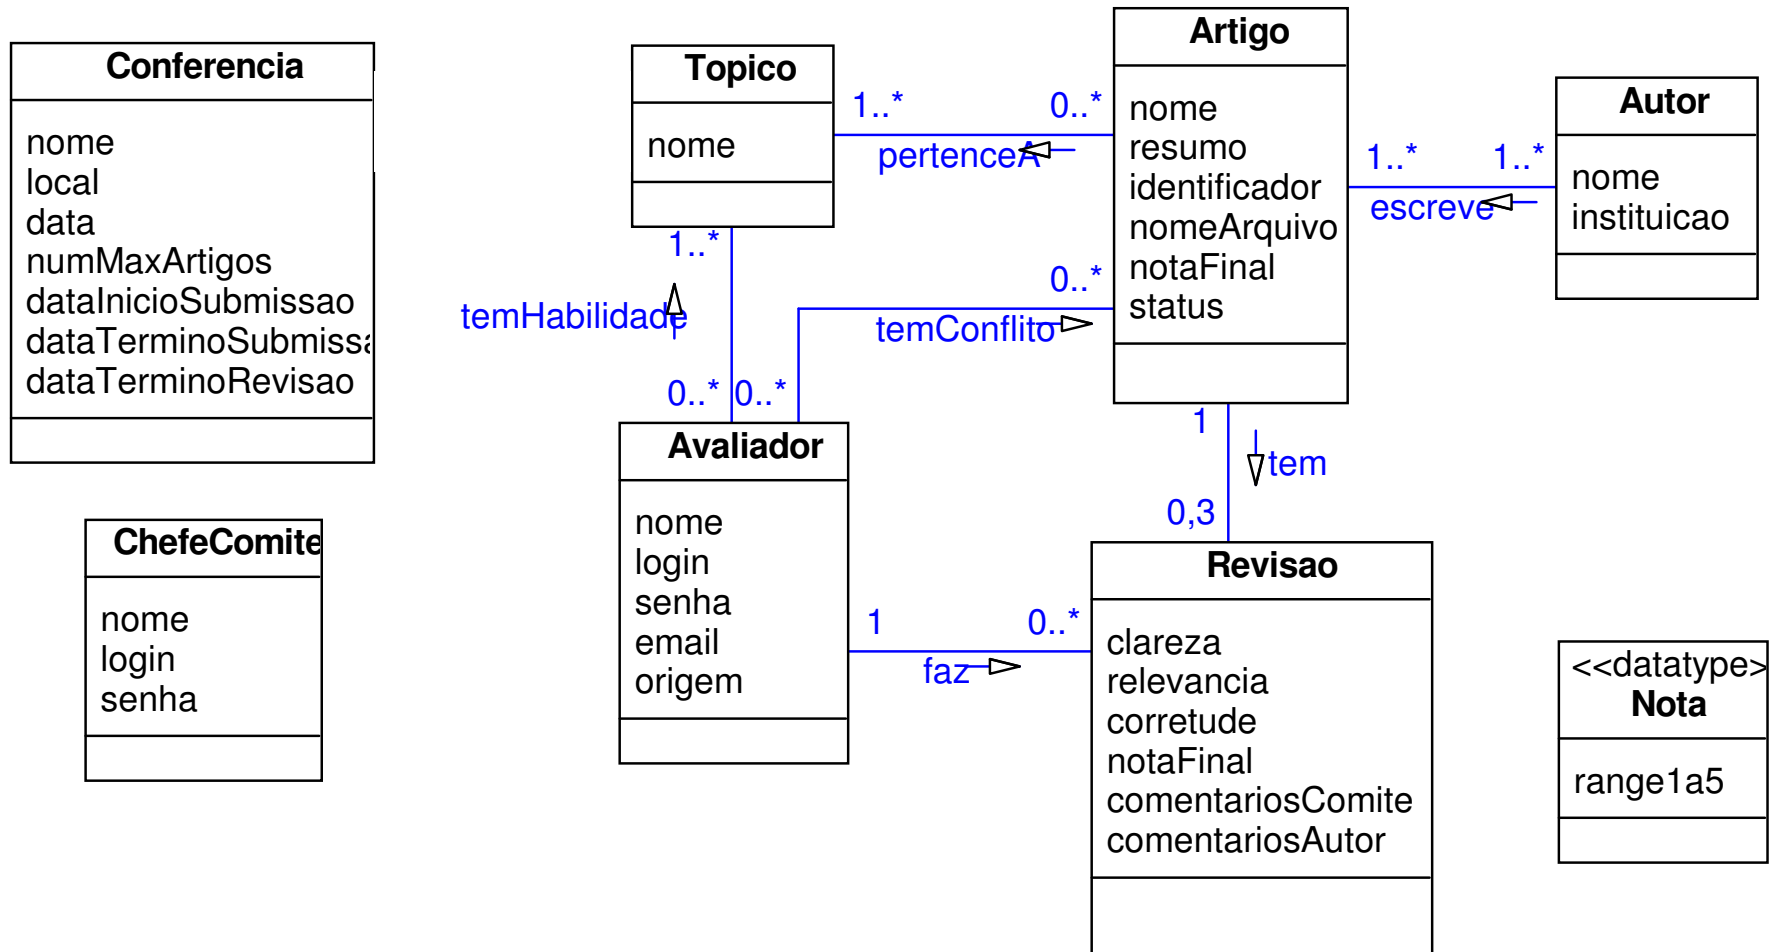 Conferencia
nome
local
data
numMaxArtigos
dataInicioSubmissao
dataTerminoSubmissa
dataTerminoRevisao
ChefeComite
nome
login
senha
Topico
nome
1..*
0..*
pertenceA
Artigo
nome
resumo
identificador
nomeArquivo
notaFinal
status
1..*
1..*
escreve
Autor
nome
instituicao
1..*
temHabilidade
0..*
0..*
0..*
temConflito
Avaliador
nome
login
senha
email
origem
1
tem
0,3
1
0..*
faz
Revisao
clareza
relevancia
corretude
notaFinal
comentariosComite
comentariosAutor
<<datatype>
Nota
range1a5